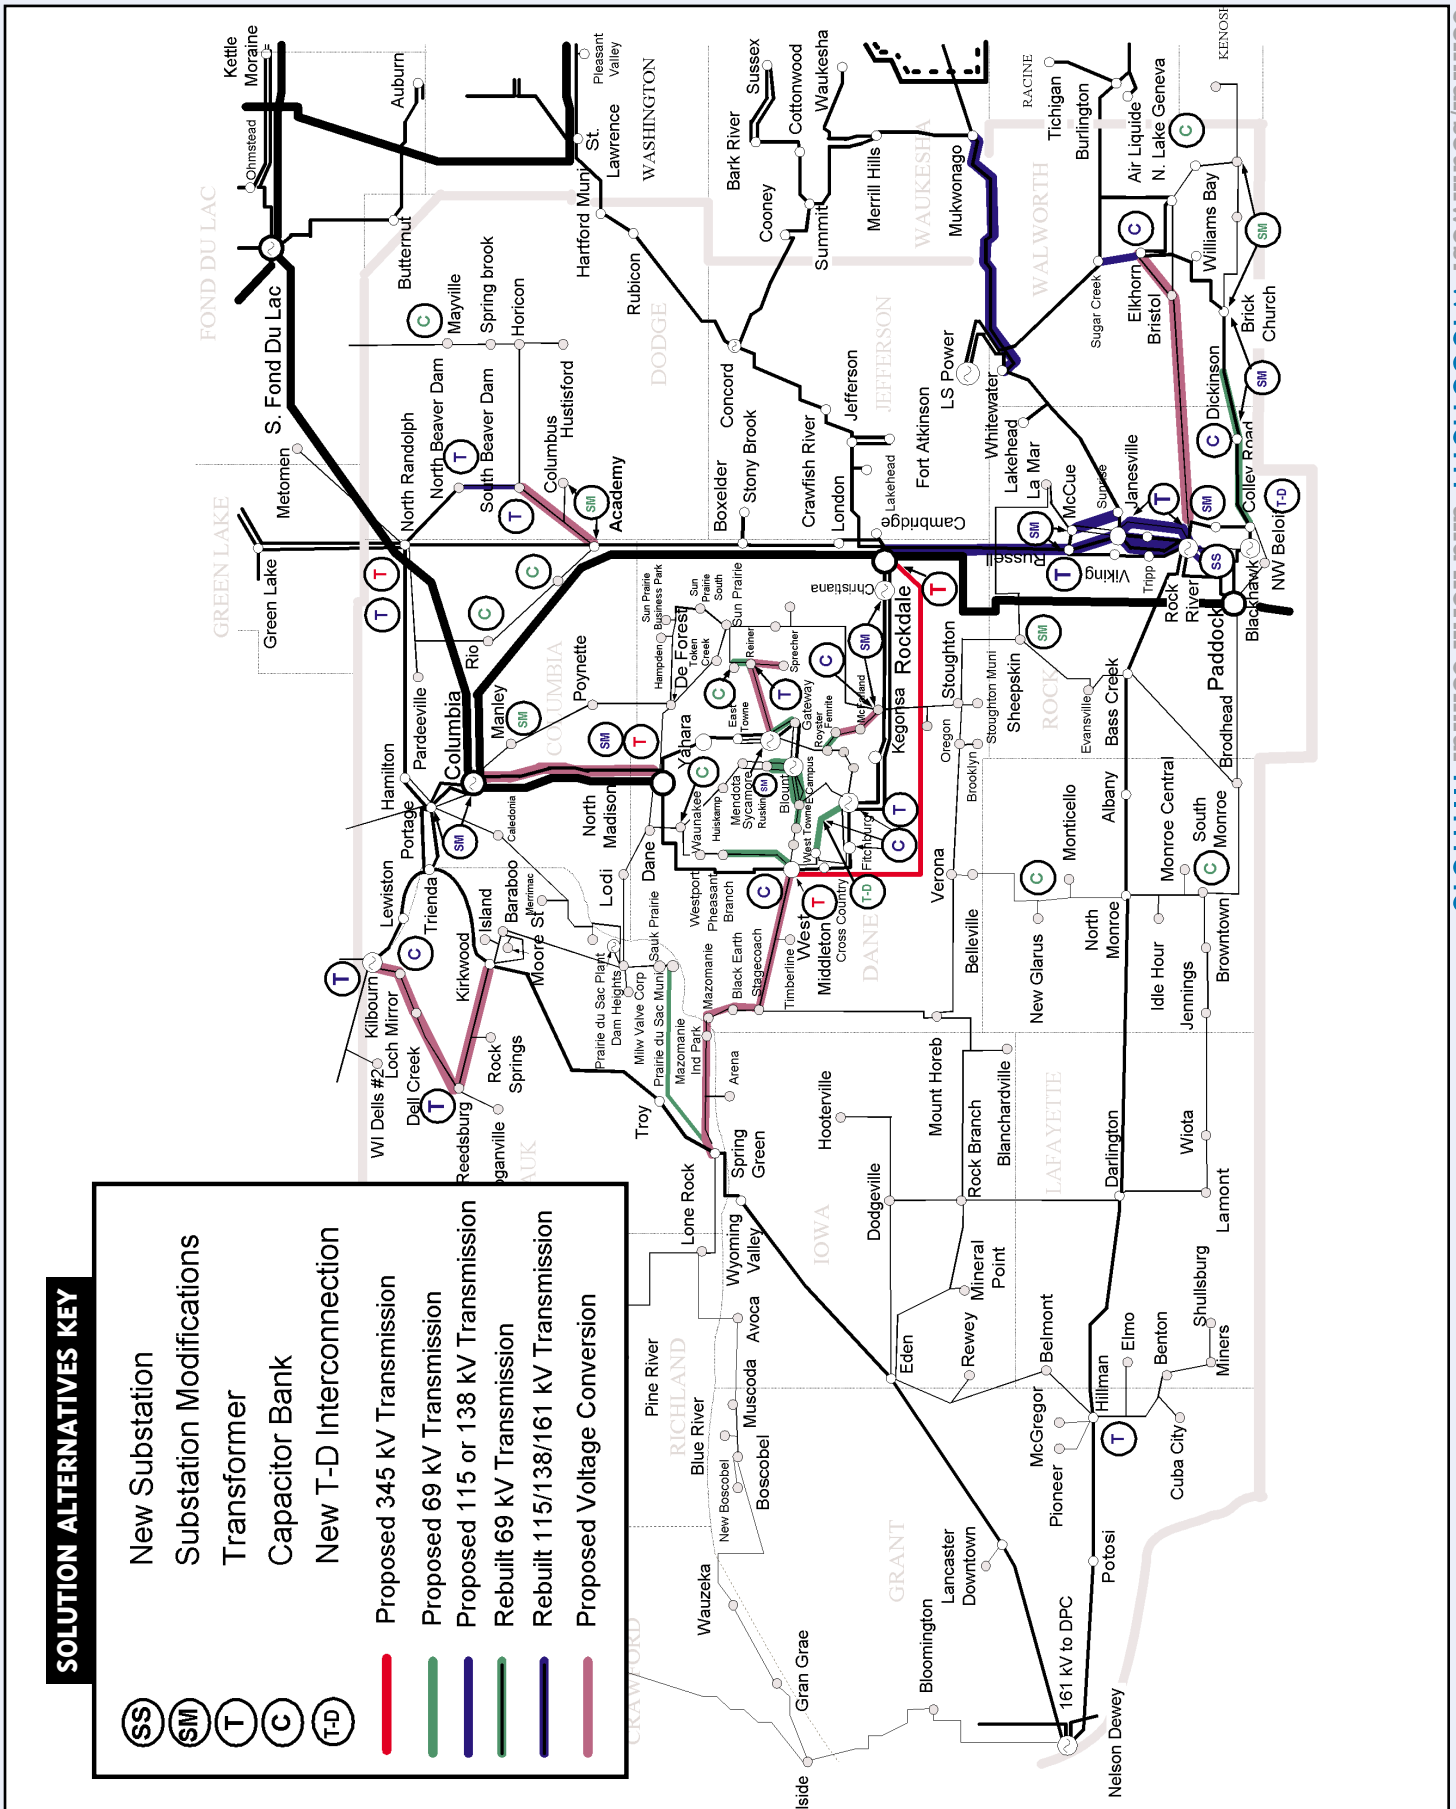 SOLUTION ALTERNATIVES KEY
SS New Substation
SM Substation Modifications
T Transformer
C Capacitor Bank
T-D New T-D Interconnection
Proposed 345 kV Transmission
Proposed 69 kV Transmission
Proposed 115 or 138 kV Transmission
Rebuilt 69 kV Transmission
Rebuilt 115/138/161 kV Transmission
Proposed Voltage Conversion
FOND DU LAC
GREEN LAKE
WASHINGTON
DODGE
COLUMBIA
AUK
WAUKESHA
JEFFERSON
WALWORTH
RACINE
KENOSH
ROCK
DANE
IOWA
LAFAYETTE
RICHLAND
GRANT
CRAWFORD
Kettle
Moraine
Ohmstead
Auburn
Pleasant
Valley
St.
Lawrence
Butternut
S. Fond Du Lac
Hartford Muni
Rubicon
Mayville
Spring brook
Horicon
Hustisford
Metomen
North Randolph
North Beaver Dam
South Beaver Dam
Columbus
Academy
Green Lake
Rio
Pardeeville
Columbia
Manley
Poynette
Hamilton
Portage
Caledonia
Lewiston
Trienda
Island
Baraboo
Merrimac
Moore St
Kirkwood
Kilbourn
Loch Mirror
WI Dells #2
Dell Creek
Rock
Springs
Reedsburg
oganville
Sussex
Bark River
Cottonwood
Waukesha
Cooney
Summit
Merrill Hills
Mukwonago
Concord
Jefferson
Crawfish River
Boxelder
Stony Brook
London
Lakehead
Cambridge
Fort Atkinson
LS Power
Whitewater
Lakehead
La Mar
McCue
Sunrise
Janesville
Russell
Viking
Tripp
Rock
River
Paddock
Blackhawk
NW Beloit
Colley Road
Dickinson
Brick
Church
Bristol
Elkhorn
Sugar Creek
Williams Bay
N. Lake Geneva
Air Liquide
Burlington
Tichigan
Sun Prairie
Business Park
Sun
Prairie
South
Sun Prairie
Hampden
De Forest
Token
Creek
Reiner
Sprecher
Christiana
Rockdale
Yahara
East
Towne
Gateway
Royster
Femrite
McFarland
Kegonsa
North
Madison
Waunakee
Huiskamp
Mendota
Sycamore
Ruskin
Blount
E Campus
West Towne
Fitchburg
Dane
Lodi
Westport
Pheasant
Branch
West
Middleton
Cross Country
Timberline
Stagecoach
Black Earth
Mazomanie
Sauk Prairie
Prairie du Sac Plant
Dam Heights
Milw Valve Corp
Prairie du Sac Muni
Mazomanie
Ind Park
Arena
Troy
Spring
Green
Lone Rock
Wyoming
Valley
Avoca
Pine River
Muscoda
Blue River
New Boscobel
Boscobel
Wauzeka
Gran Grae
Stoughton
Stoughton Muni
Sheepskin
Oregon
Brooklyn
Evansville
Bass Creek
Brodhead
Albany
Verona
Belleville
Monticello
New Glarus
Monroe Central
South
Monroe
North
Monroe
Idle Hour
Jennings
Browntown
Mount Horeb
Blanchardville
Hooterville
Rock Branch
Dodgeville
Darlington
Wiota
Lamont
Mineral
Point
Eden
Rewey
Belmont
Elmo
Benton
Shullsburg
Miners
Hillman
McGregor
Pioneer
Cuba City
Potosi
Lancaster
Downtown
Bloomington
161 kV to DPC
Nelson Dewey